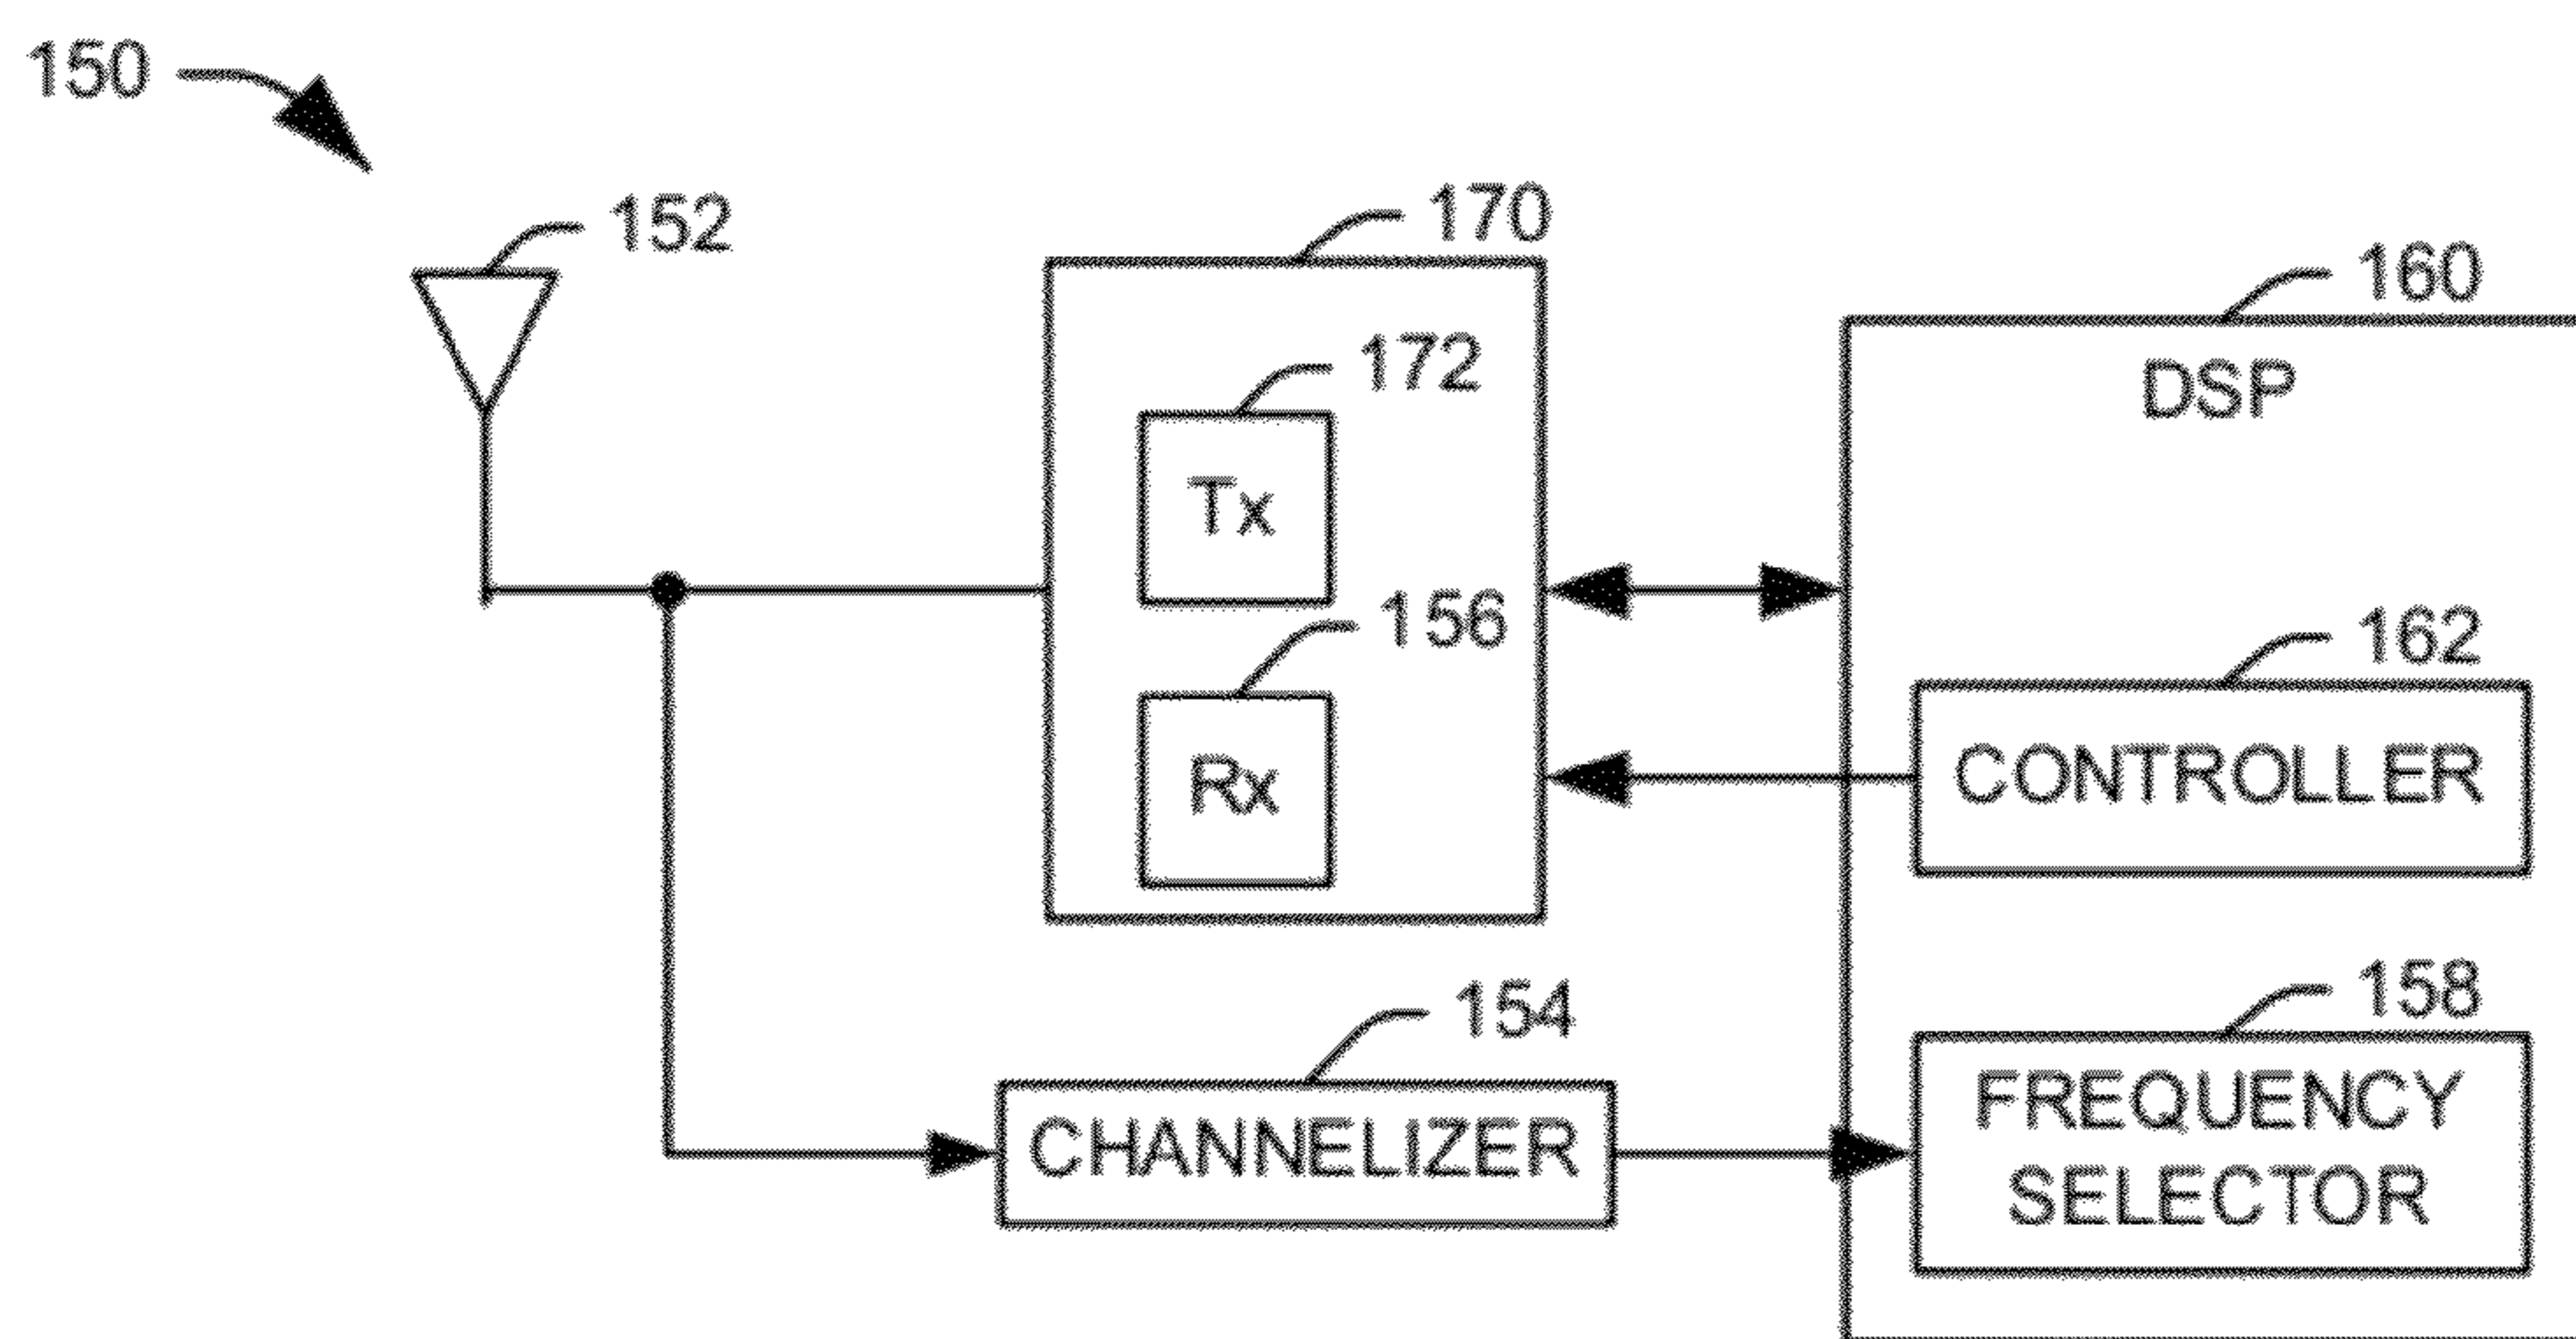 150
152
170
160
DSP
172
Tx
156
Rx
162
CONTROLLER
154
CHANNELIZER
158
FREQUENCY
SELECTOR